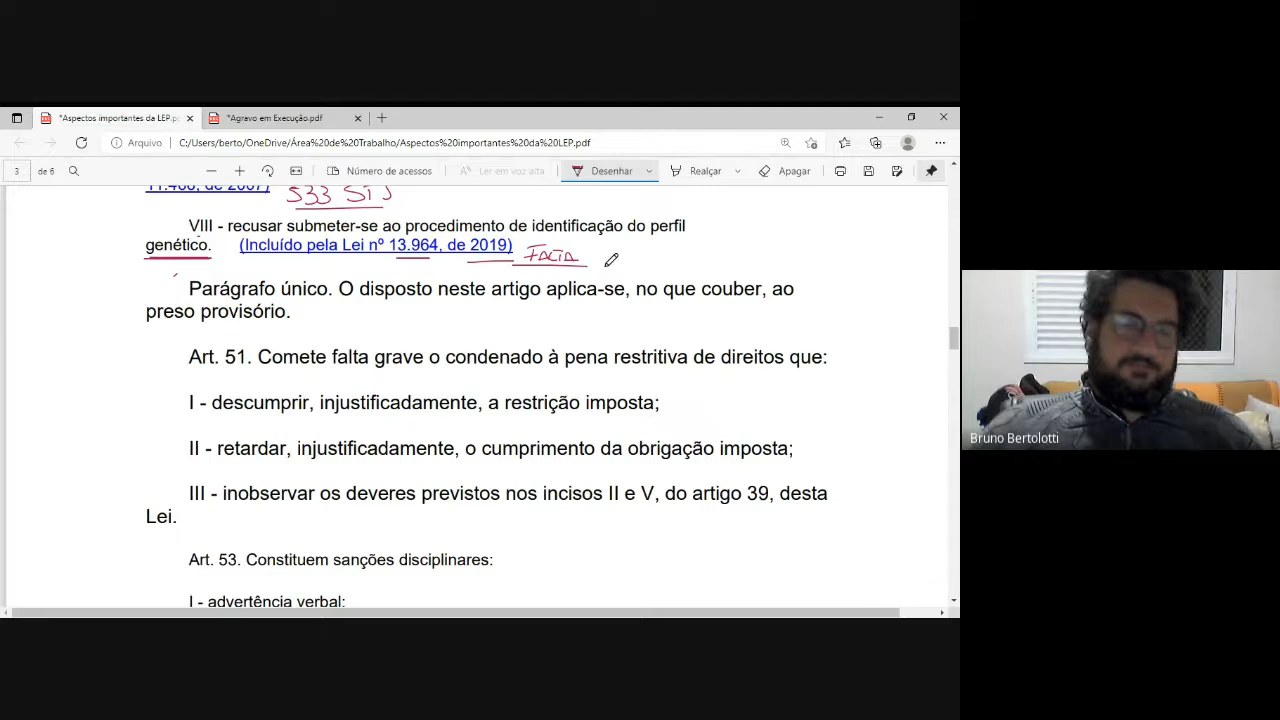 *Aspectos importantes da LEP.pd
*Agravo em Execução.pdf
Arquivo
C:/Users/berto/OneDrive/Área%20de%20Trabalho/Aspectos%20importantes%20da%20LEP.pdf
3
de 6
Número de acessos
Ler em voz alta
Desenhar
Realçar
Apagar
11.466, de 2007)
533 STJ
VIII - recusar submeter-se ao procedimento de identificação do perfil
genético. (Incluído pela Lei nº 13.964, de 2019)
Parágrafo único. O disposto neste artigo aplica-se, no que couber, ao
preso provisório.
Art. 51. Comete falta grave o condenado à pena restritiva de direitos que:
I - descumprir, injustificadamente, a restrição imposta;
II - retardar, injustificadamente, o cumprimento da obrigação imposta;
III - inobservar os deveres previstos nos incisos II e V, do artigo 39, desta
Lei.
Art. 53. Constituem sanções disciplinares:
I - advertência verbal;
Bruno Bertolotti